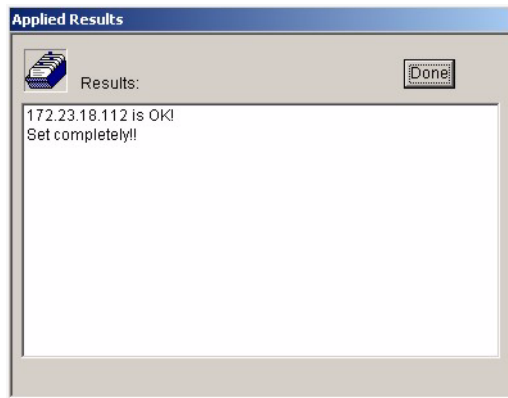 Applied Results
Results:
Done
172.23.18.112 is OK!
Set completely!!